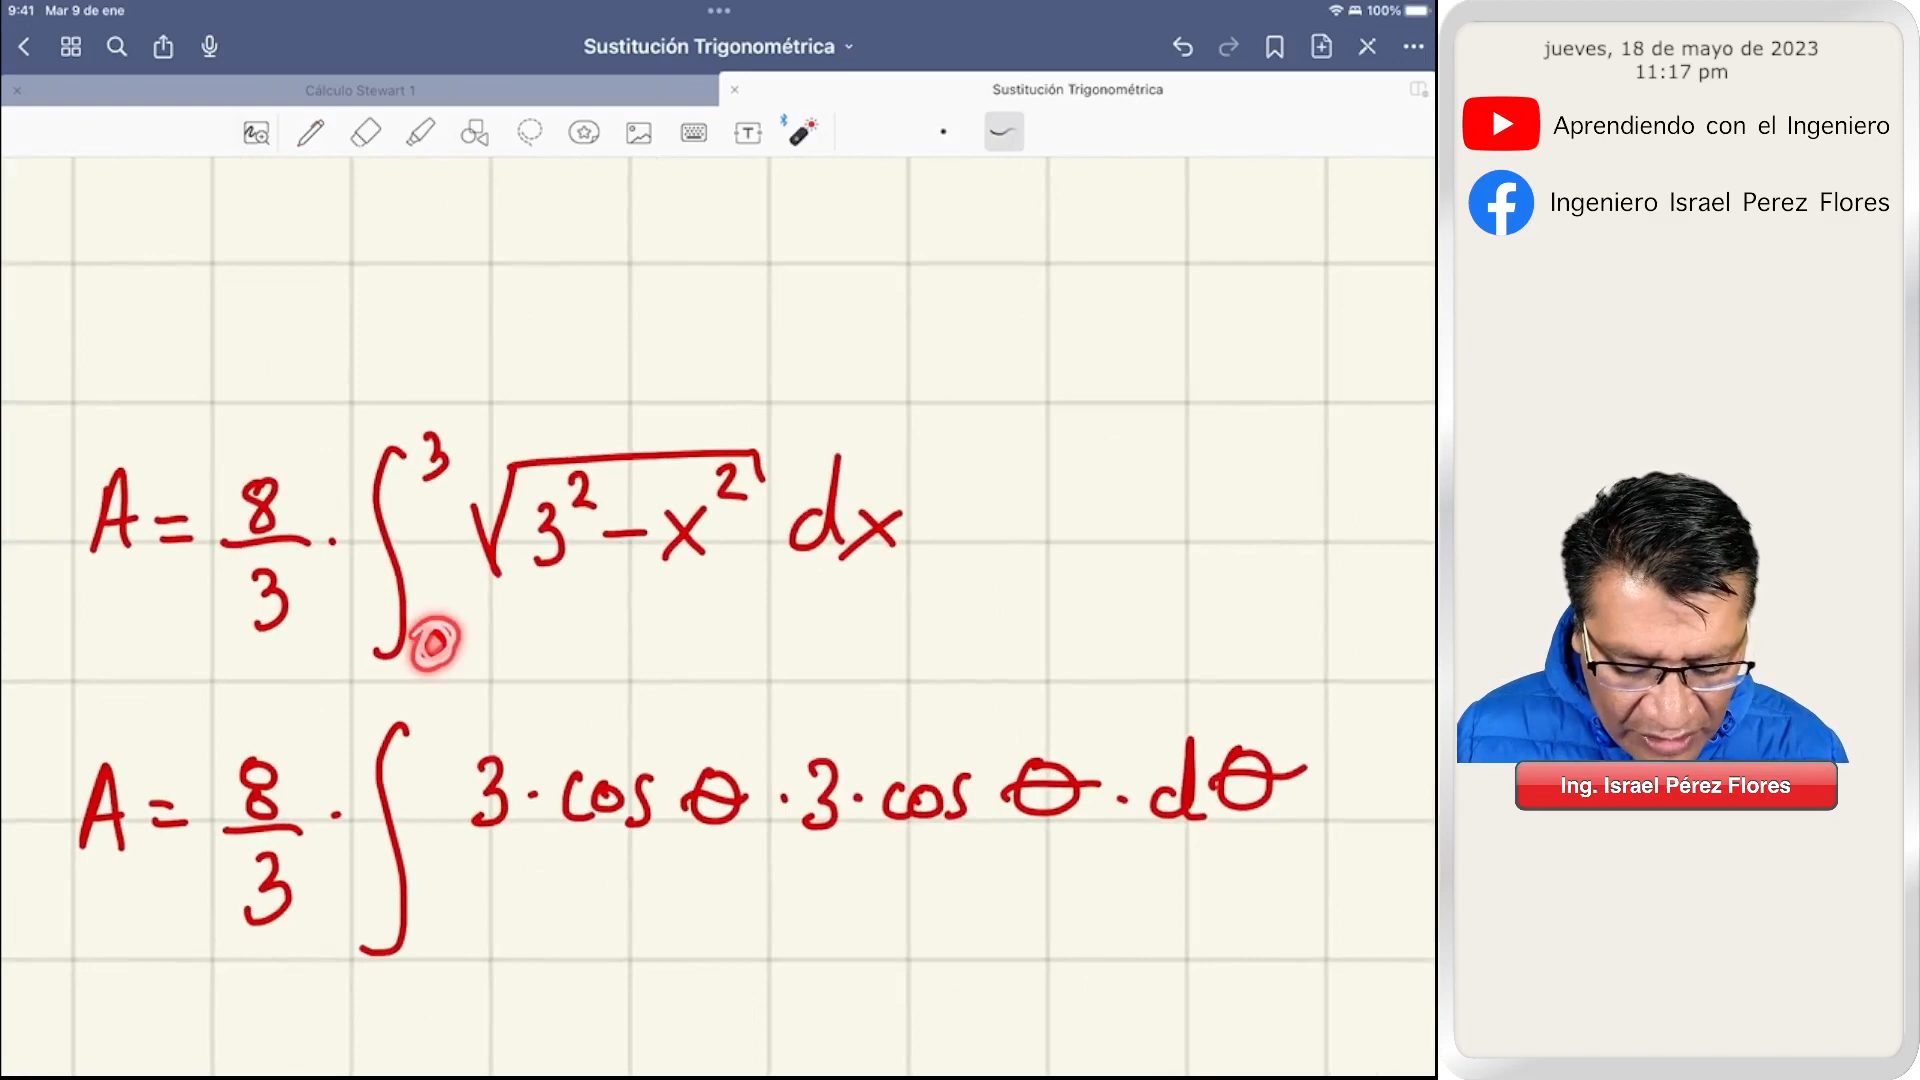 9:41 Mar 9 de ene
100%
Sustitución Trigonométrica
Cálculo Stewart 1
Sustitución Trigonométrica
T
A = 8/3 · ∫₀³ √(3² − x²) dx
A = 8/3 · ∫ 3 · cos θ · 3 · cos θ · dθ
jueves, 18 de mayo de 2023
11:17 pm
Aprendiendo con el Ingeniero
Ingeniero Israel Perez Flores
Ing. Israel Pérez Flores